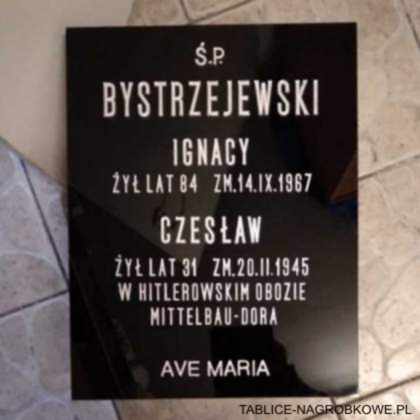 Ś.P.
BYSTRZEJEWSKI
IGNACY
ŻYŁ LAT 84 ZM.14.IX.1967
CZESŁAW
ŻYŁ LAT 31 ZM.20.II.1945
W HITLEROWSKIM OBOZIE
MITTELBAU-DORA
AVE MARIA
TABLICE-NAGROBKOWE.PL